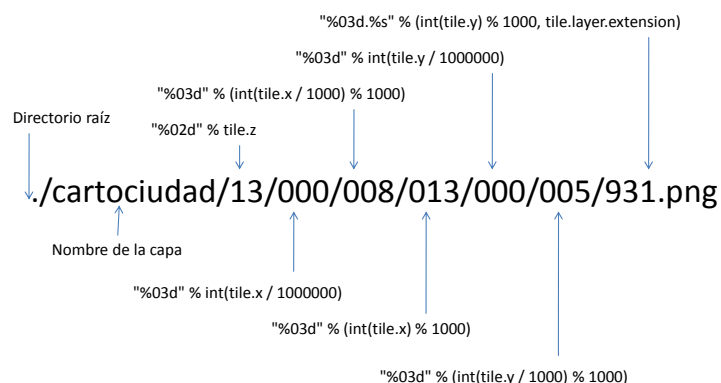 "%03d.%s" % (int(tile.y) % 1000, tile.layer.extension)
"%03d" % int(tile.y / 1000000)
"%03d" % (int(tile.x / 1000) % 1000)
Directorio raíz
"%02d" % tile.z
./cartociudad/13/000/008/013/000/005/931.png
Nombre de la capa
"%03d" % int(tile.x / 1000000)
"%03d" % (int(tile.x) % 1000)
"%03d" % (int(tile.y / 1000) % 1000)